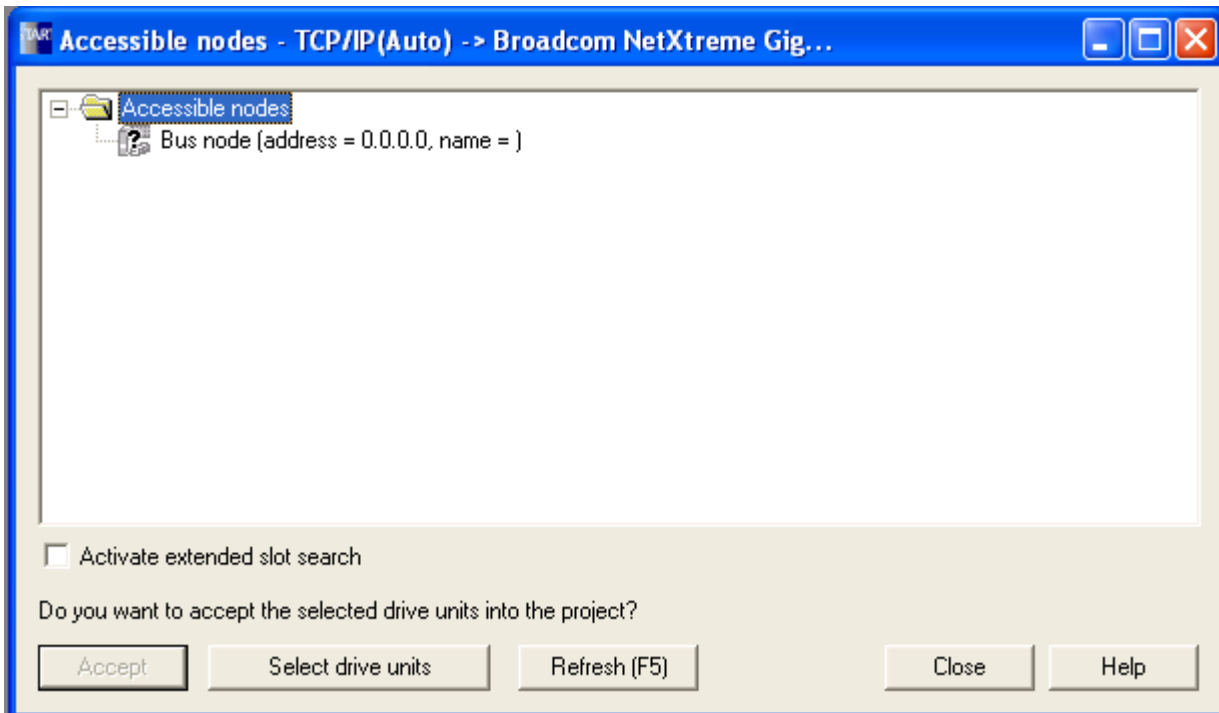 Accessible nodes - TCP/IP(Auto) -> Broadcom NetXtreme Gig...
Accessible nodes
Bus node (address = 0.0.0.0, name = )
Activate extended slot search
Do you want to accept the selected drive units into the project?
Accept Select drive units Refresh (F5) Close Help